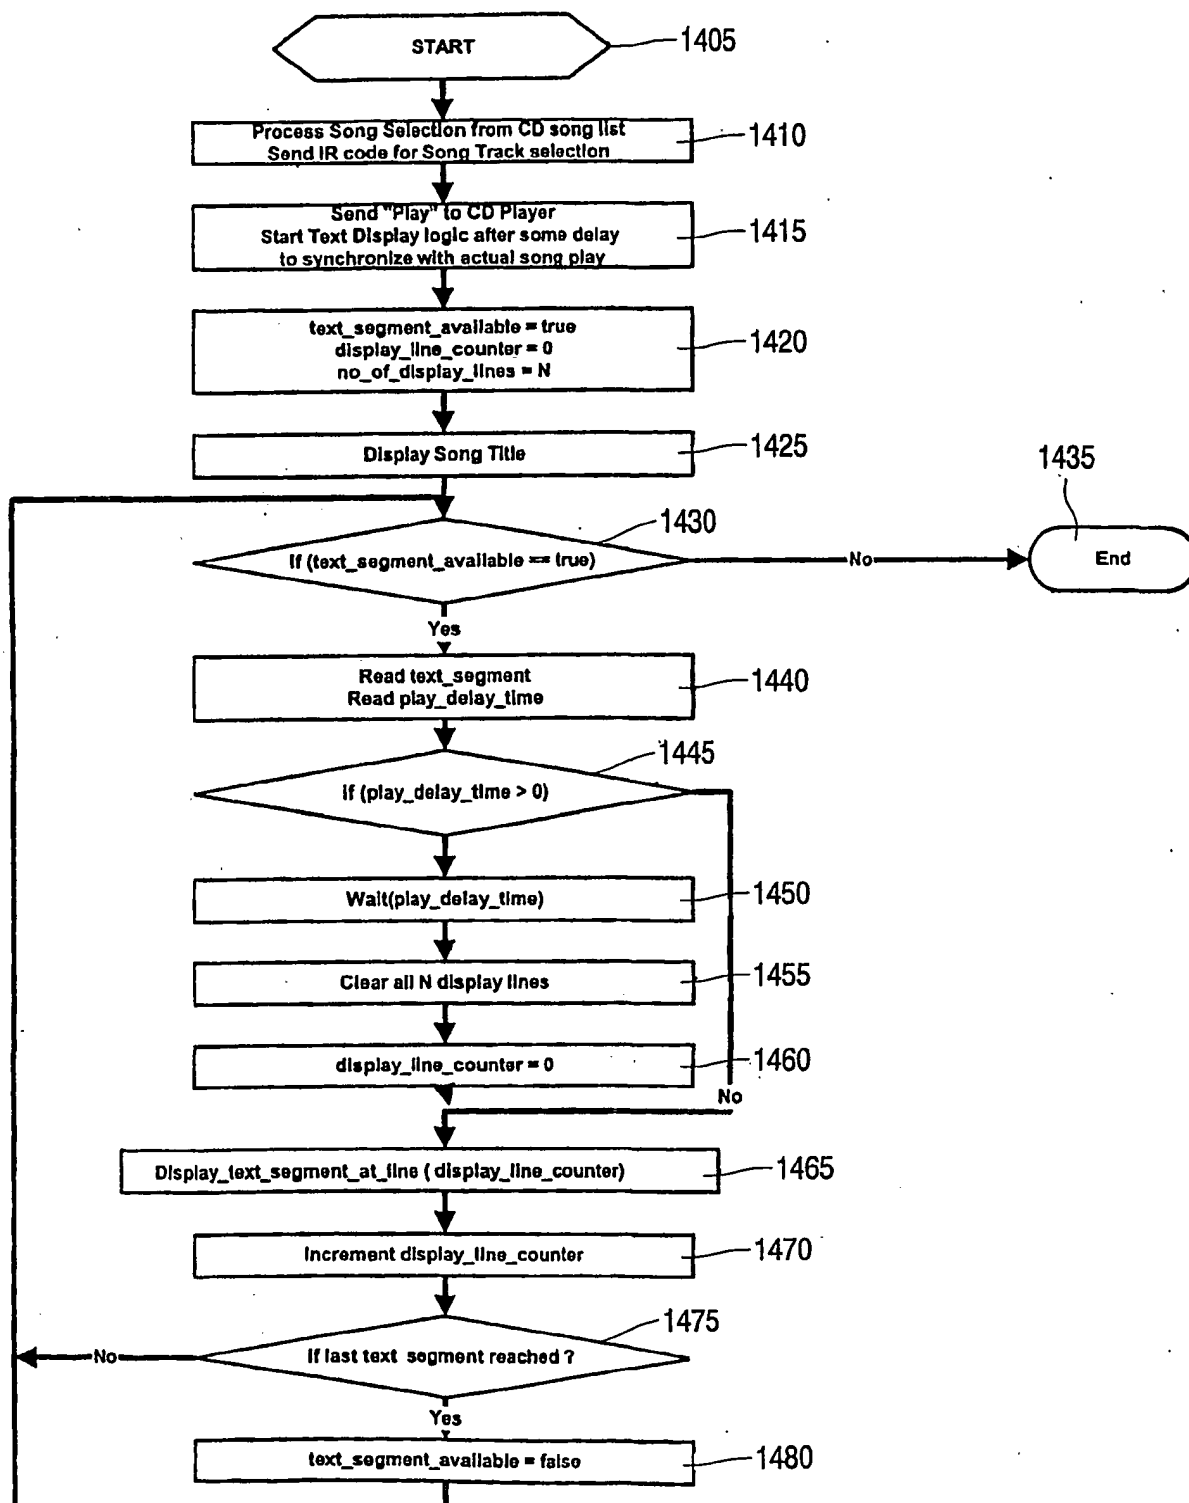 START
1405
Process Song Selection from CD song list
Send IR code for Song Track selection
1410
Send "Play" to CD Player
Start Text Display logic after some delay
to synchronize with actual song play
1415
text_segment_available = true
display_line_counter = 0
no_of_display_lines = N
1420
Display Song Title
1425
1435
1430
If (text_segment_available == true)
No
End
Yes
Read text_segment
Read play_delay_time
1440
1445
If (play_delay_time > 0)
Wait(play_delay_time)
1450
Clear all N display lines
1455
display_line_counter = 0
1460
No
Display_text_segment_at_line ( display_line_counter)
1465
Increment display_line_counter
1470
1475
If last text segment reached ?
No
Yes
text_segment_available = false
1480